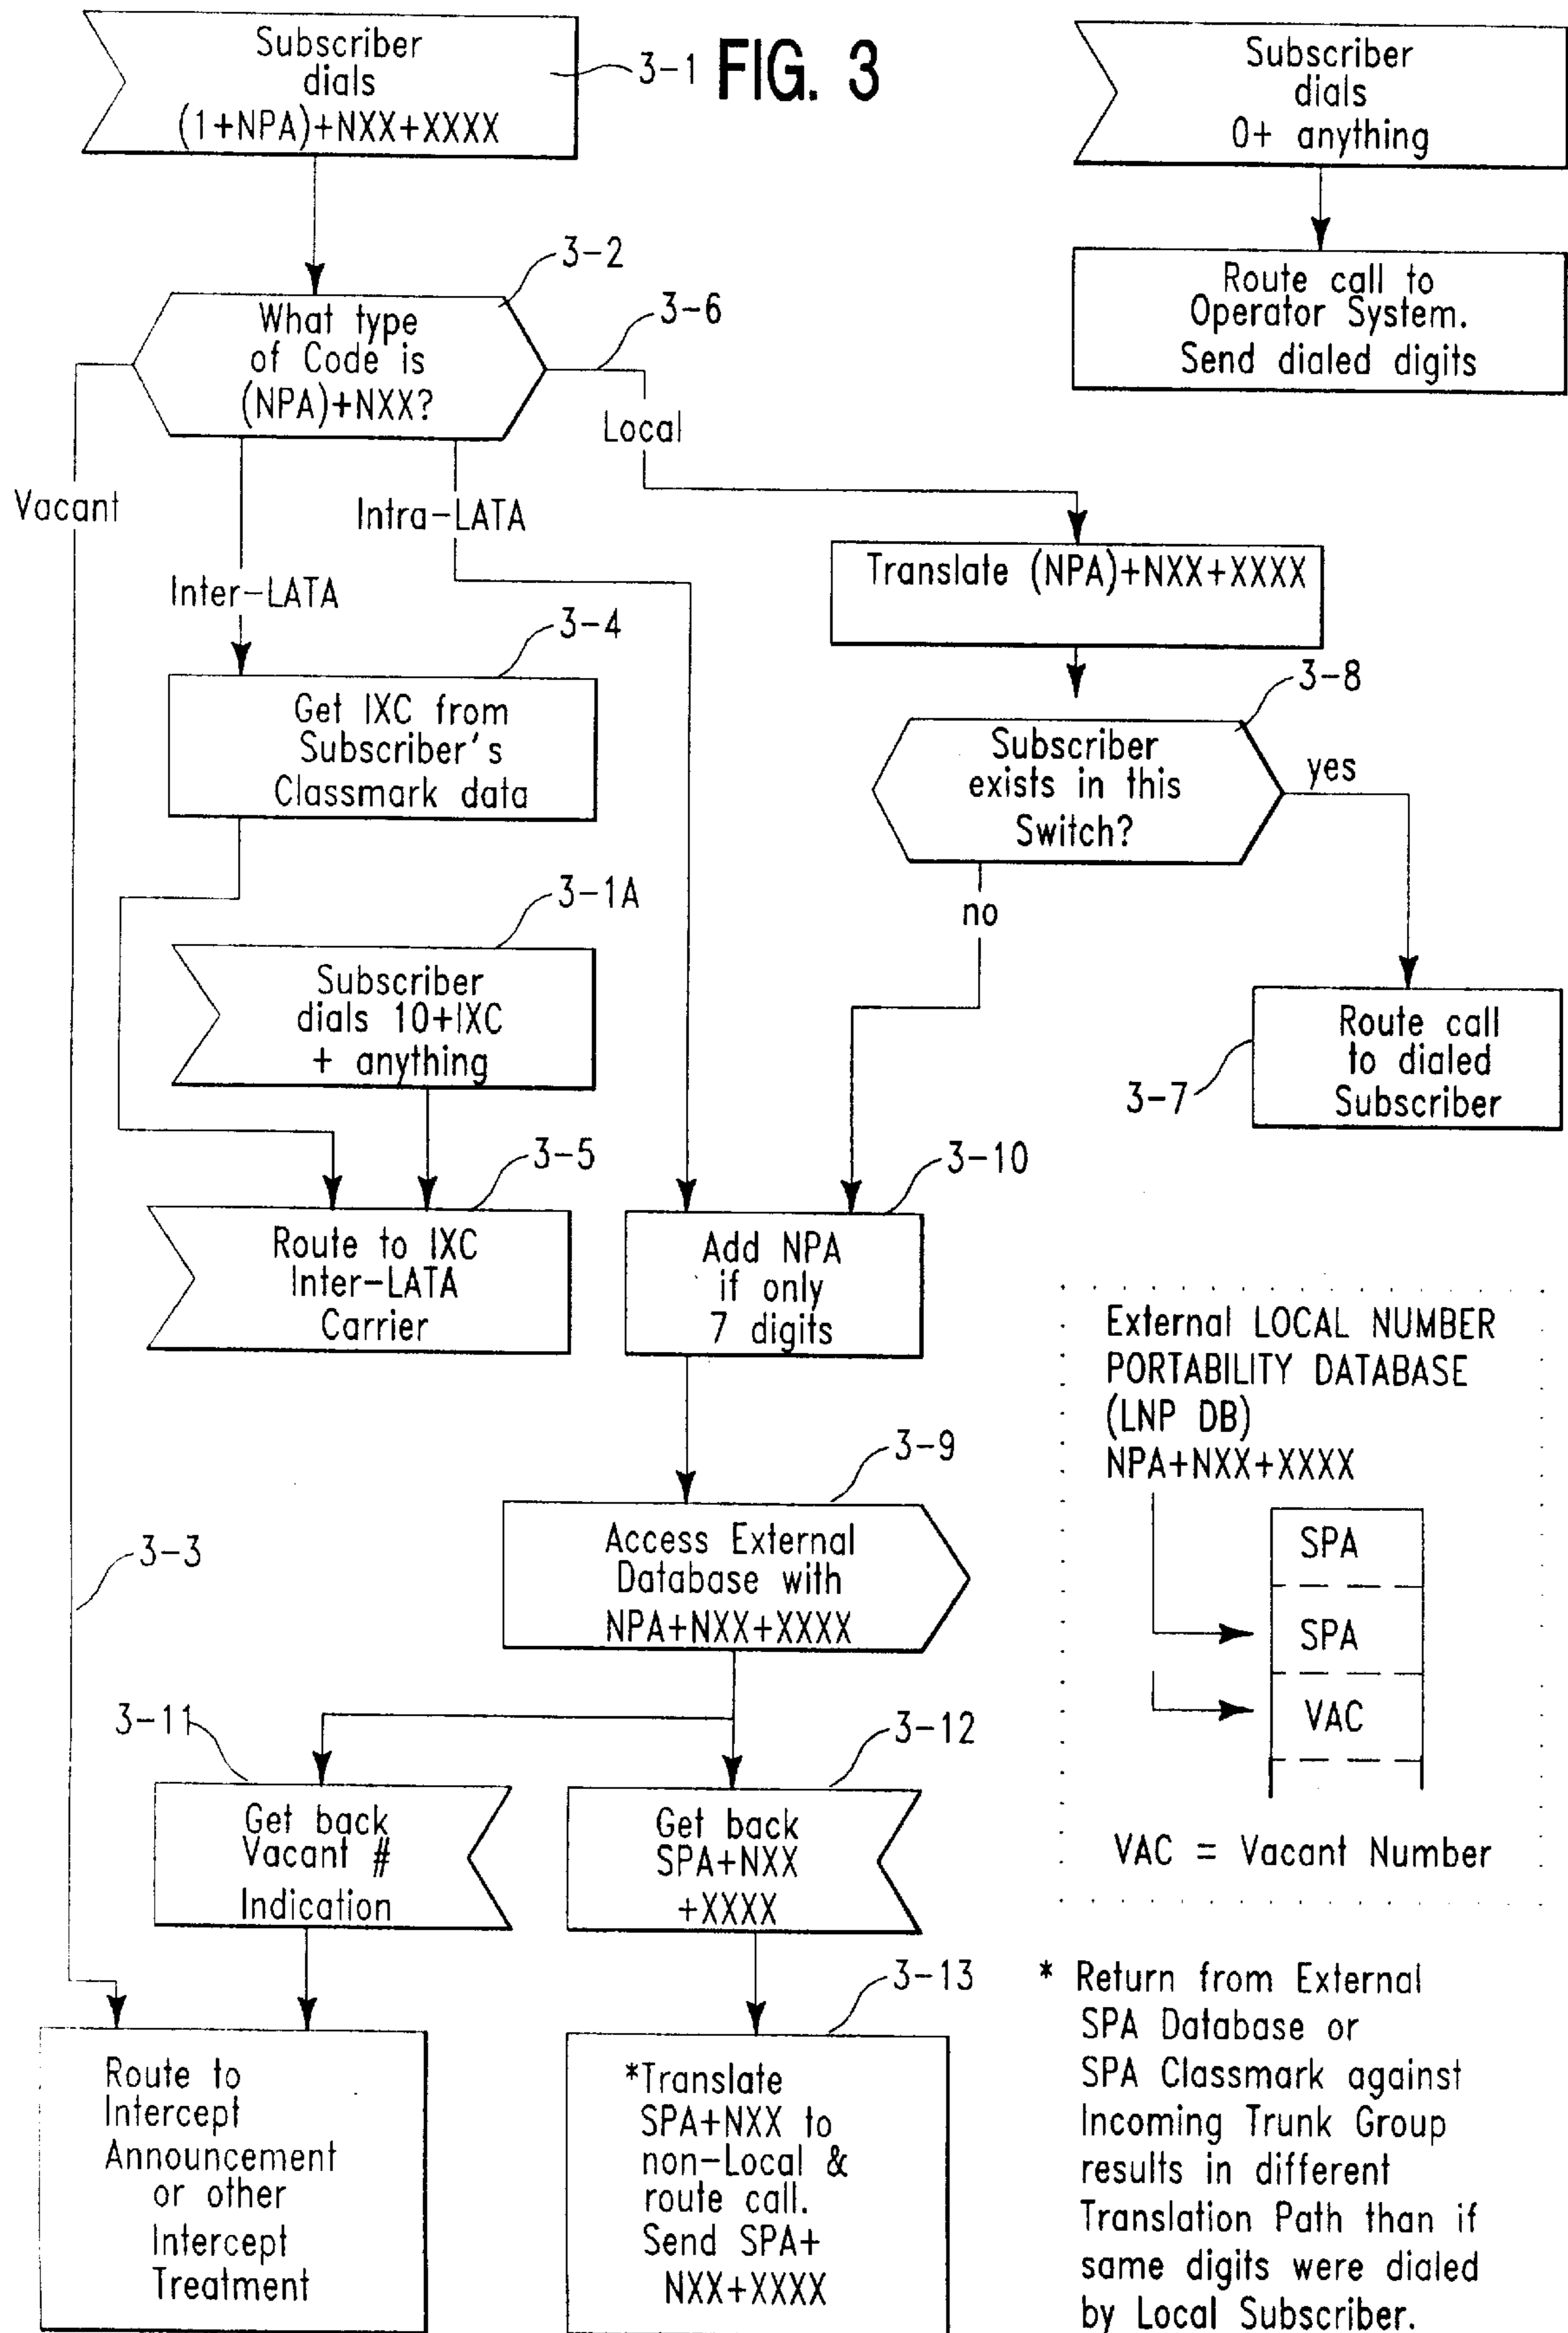 FIG. 3
Subscriber
dials
(1+NPA)+NXX+XXXX
3-1
Subscriber
dials
0+ anything
Route call to
Operator System.
Send dialed digits
3-2
What type
of Code is
(NPA)+NXX?
3-6
Local
Vacant
Intra-LATA
Inter-LATA
Translate (NPA)+NXX+XXXX
3-4
Get IXC from
Subscriber's
Classmark data
3-8
Subscriber
exists in this
Switch?
yes
no
3-1A
Subscriber
dials 10+IXC
+ anything
Route call
to dialed
Subscriber
3-7
3-5
Route to IXC
Inter-LATA
Carrier
3-10
Add NPA
if only
7 digits
External LOCAL NUMBER
PORTABILITY DATABASE
(LNP DB)
NPA+NXX+XXXX
SPA
SPA
VAC
VAC = Vacant Number
3-9
Access External
Database with
NPA+NXX+XXXX
3-3
3-11
Get back
Vacant #
Indication
3-12
Get back
SPA+NXX
+XXXX
Route to
Intercept
Announcement
or other
Intercept
Treatment
3-13
*Translate
SPA+NXX to
non-Local &
route call.
Send SPA+
NXX+XXXX
* Return from External
SPA Database or
SPA Classmark against
Incoming Trunk Group
results in different
Translation Path than if
same digits were dialed
by Local Subscriber.